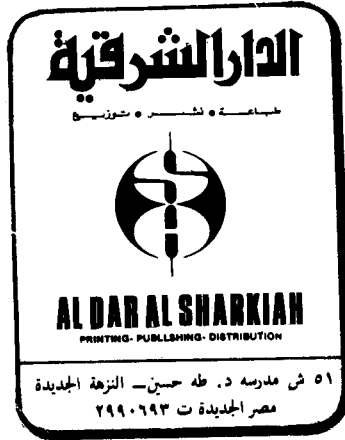 الدار الشرقية
طباعة • نشر • توزيع
AL DAR AL SHARKIAH
PRINTING- PUBLLSHING- DISTRIBUTION
٥١ ش مدرسه د. طه حسين ــ النزهة الجديدة
مصر الجديدة ت ٢٩٩٠٦٩٣